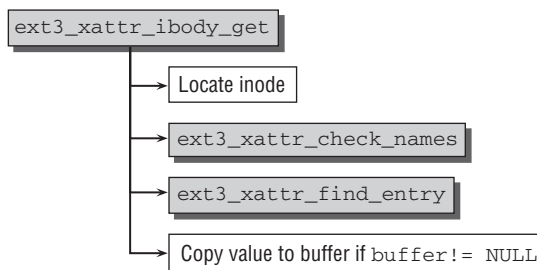 ext3_xattr_ibody_get
Locate inode
ext3_xattr_check_names
ext3_xattr_find_entry
Copy value to buffer if buffer!= NULL